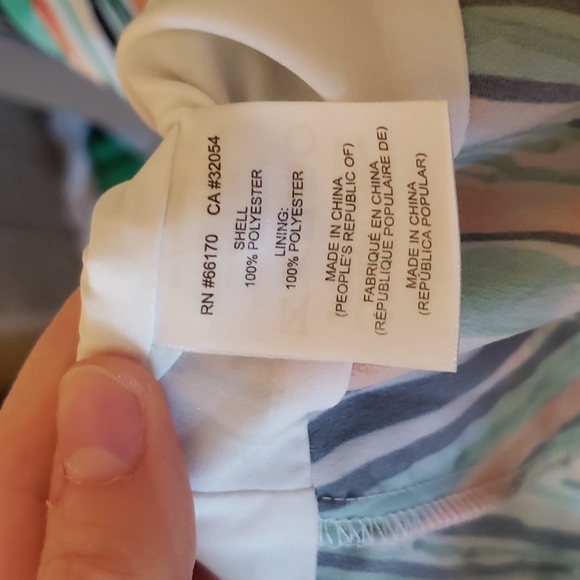 RN #66170 CA #32054
SHELL
100% POLYESTER
LINING:
100% POLYESTER
MADE IN CHINA
(PEOPLE'S REPUBLIC OF)
FABRIQUÉ EN CHINA
(RÉPUBLIQUE POPULAIRE DE)
MADE IN CHINA
(REPUBLICA POPULAR)